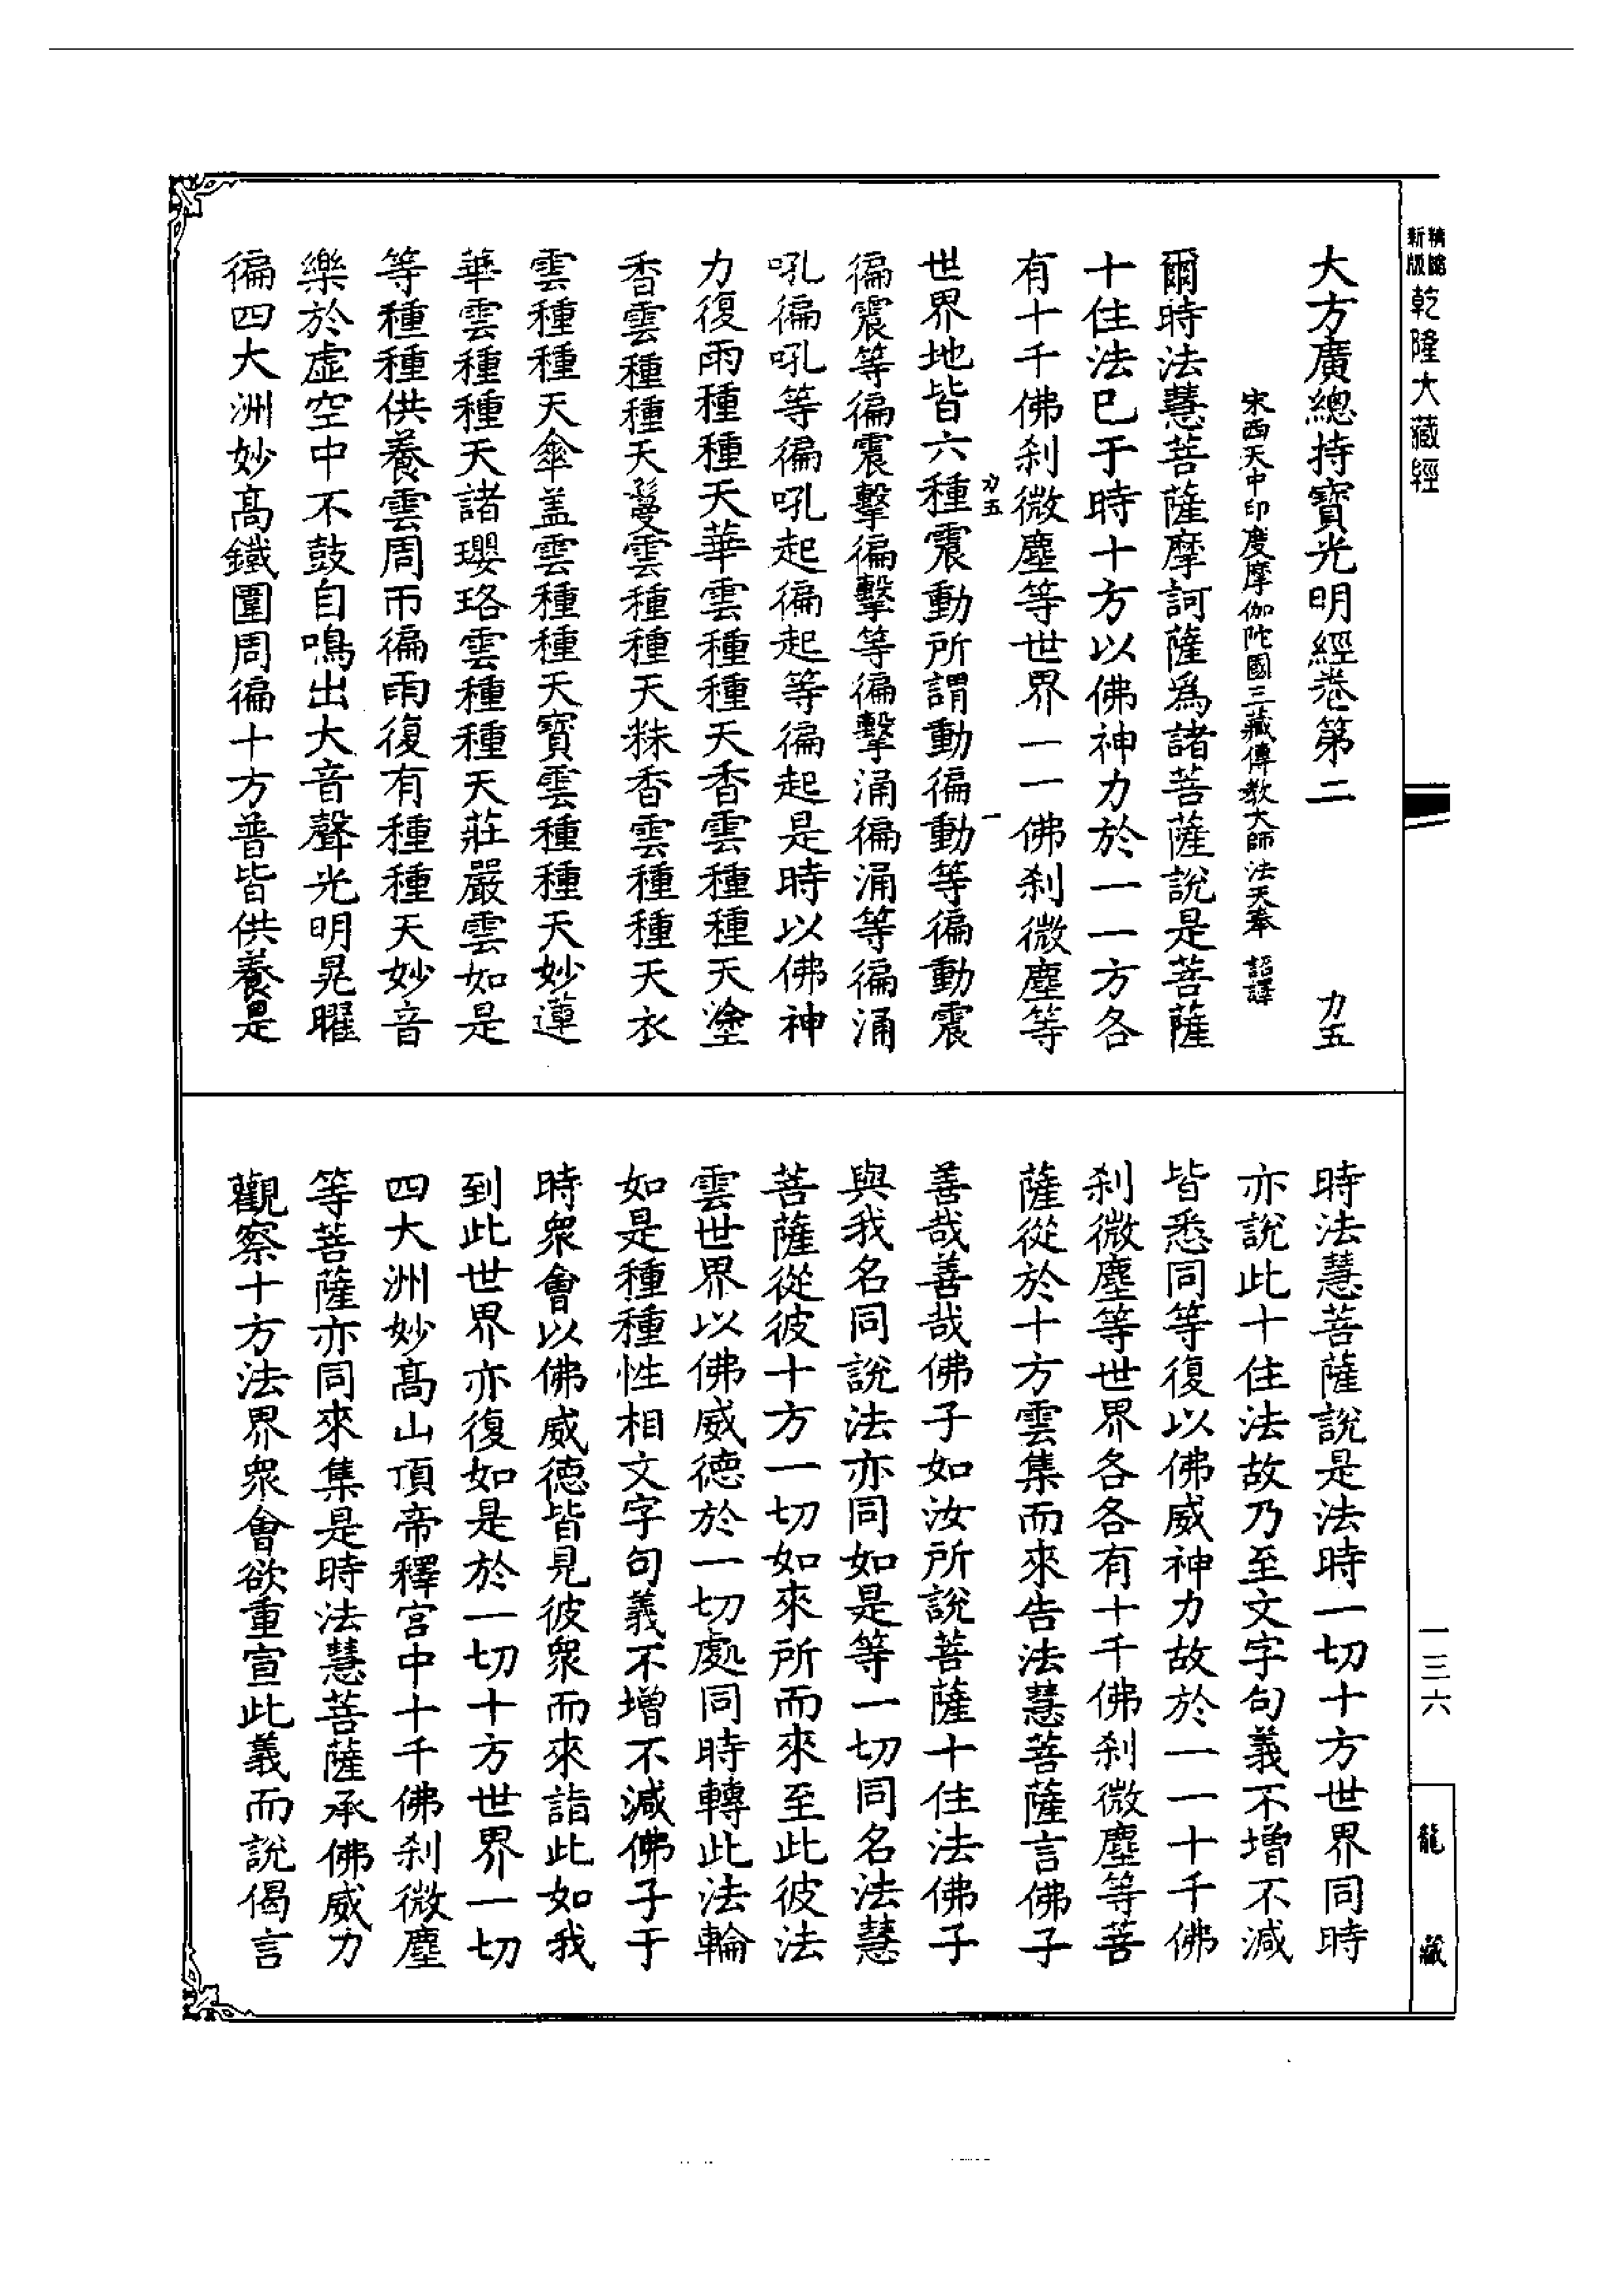 新版
精縮
乾隆大藏經
大方廣總持寶光明經卷第二 力五
宋西天中印度摩伽陀國三藏傳教大師法天奉 詔譯
爾時法慧菩薩摩訶薩為諸菩薩說是菩薩
十住法已于時十方以佛神力於一一方各
有十千佛剎微塵等世界一一佛剎微塵等
力五 一
世界地皆六種震動所謂動徧動等徧動震
徧震等徧震擊徧擊等徧擊涌徧涌等徧涌
吼徧吼等徧吼起徧起等徧起是時以佛神
力復雨種種天華雲種種天香雲種種天塗
香雲種種天鬘雲種種天粖香雲種種天衣
雲種種天傘盖雲種種天寶雲種種天妙蓮
華雲種種天諸瓔珞雲種種天莊嚴雲如是
等種種供養雲周帀徧雨復有種種天妙音
樂於虛空中不鼓自鳴出大音聲光明晃曜
徧四大洲妙高鐵圍周徧十方普皆供養是
時法慧菩薩說是法時一切十方世界同時
亦說此十住法故乃至文字句義不增不減
皆悉同等復以佛威神力故於一一十千佛
剎微塵等世界各各有十千佛剎微塵等菩
薩從於十方雲集而來告法慧菩薩言佛子
善哉善哉佛子如汝所說菩薩十住法佛子
與我名同說法亦同如是等一切同名法慧
菩薩從彼十方一切如來所而來至此彼法
雲世界以佛威德於一切處同時轉此法輪
如是種種性相文字句義不增不減佛子于
時眾會以佛威德皆見彼眾而來詣此如我
到此世界亦復如是於一切十方世界一切
四大洲妙高山頂帝釋宮中十千佛剎微塵
等菩薩亦同來集是時法慧菩薩承佛威力
觀察十方法界眾會欲重宣此義而說偈言
一三六
龍藏